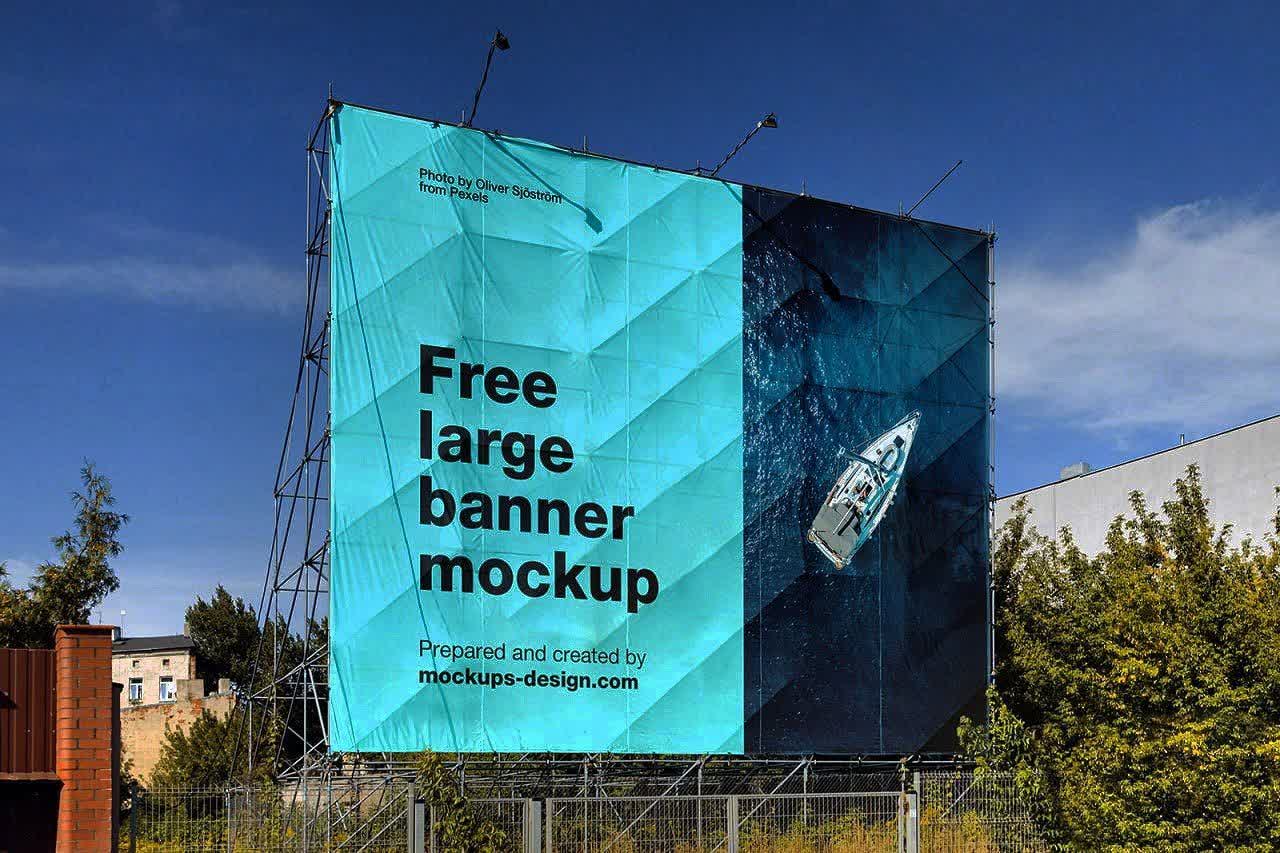 Photo by Oliver Sjöström
from Pexels
Free
large
banner
mockup
Prepared and created by
mockups-design.com